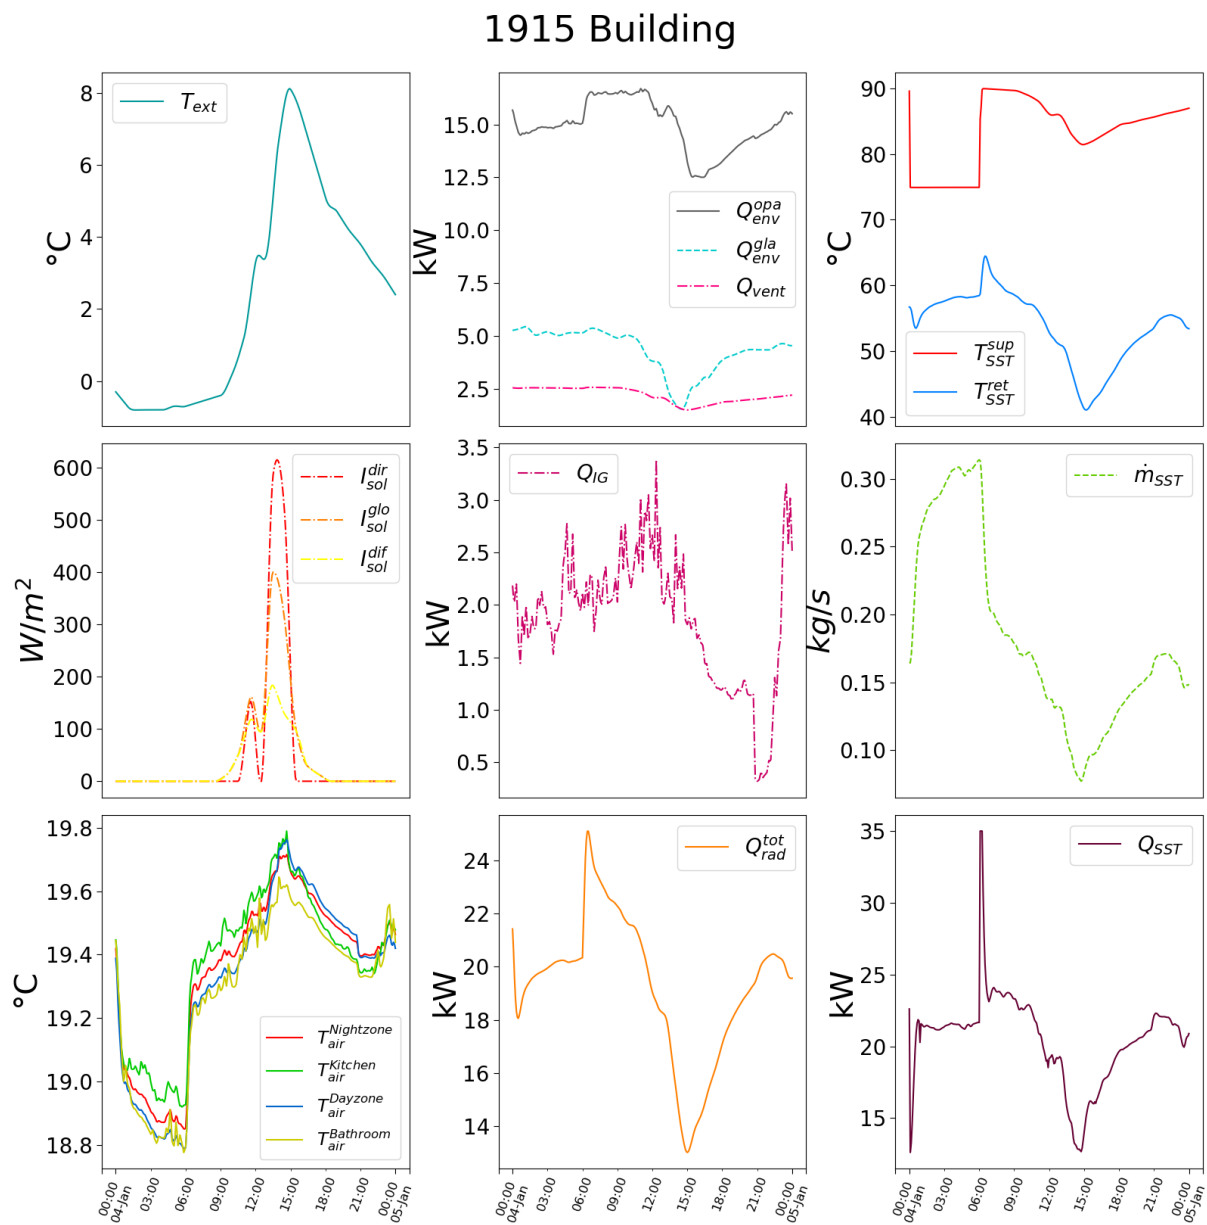 1915 Building
8
6
4
2
0
°C
T_ext
15.0
12.5
10.0
7.5
5.0
2.5
kW
Q_env^opa
Q_env^gla
Q_vent
90
80
70
60
50
40
°C
T_SST^sup
T_SST^ret
600
500
400
300
200
100
0
W/m²
I_sol^dir
I_sol^glo
I_sol^dif
3.5
3.0
2.5
2.0
1.5
1.0
0.5
kW
Q_IG
0.30
0.25
0.20
0.15
0.10
kg/s
ṁ_SST
19.8
19.6
19.4
19.2
19.0
18.8
°C
T_air^Nightzone
T_air^Kitchen
T_air^Dayzone
T_air^Bathroom
00:00
04-Jan
03:00
06:00
09:00
12:00
15:00
18:00
21:00
00:00
05-Jan
24
22
20
18
16
14
kW
Q_rad^tot
00:00
04-Jan
03:00
06:00
09:00
12:00
15:00
18:00
21:00
00:00
05-Jan
35
30
25
20
15
kW
Q_SST
00:00
04-Jan
03:00
06:00
09:00
12:00
15:00
18:00
21:00
00:00
05-Jan